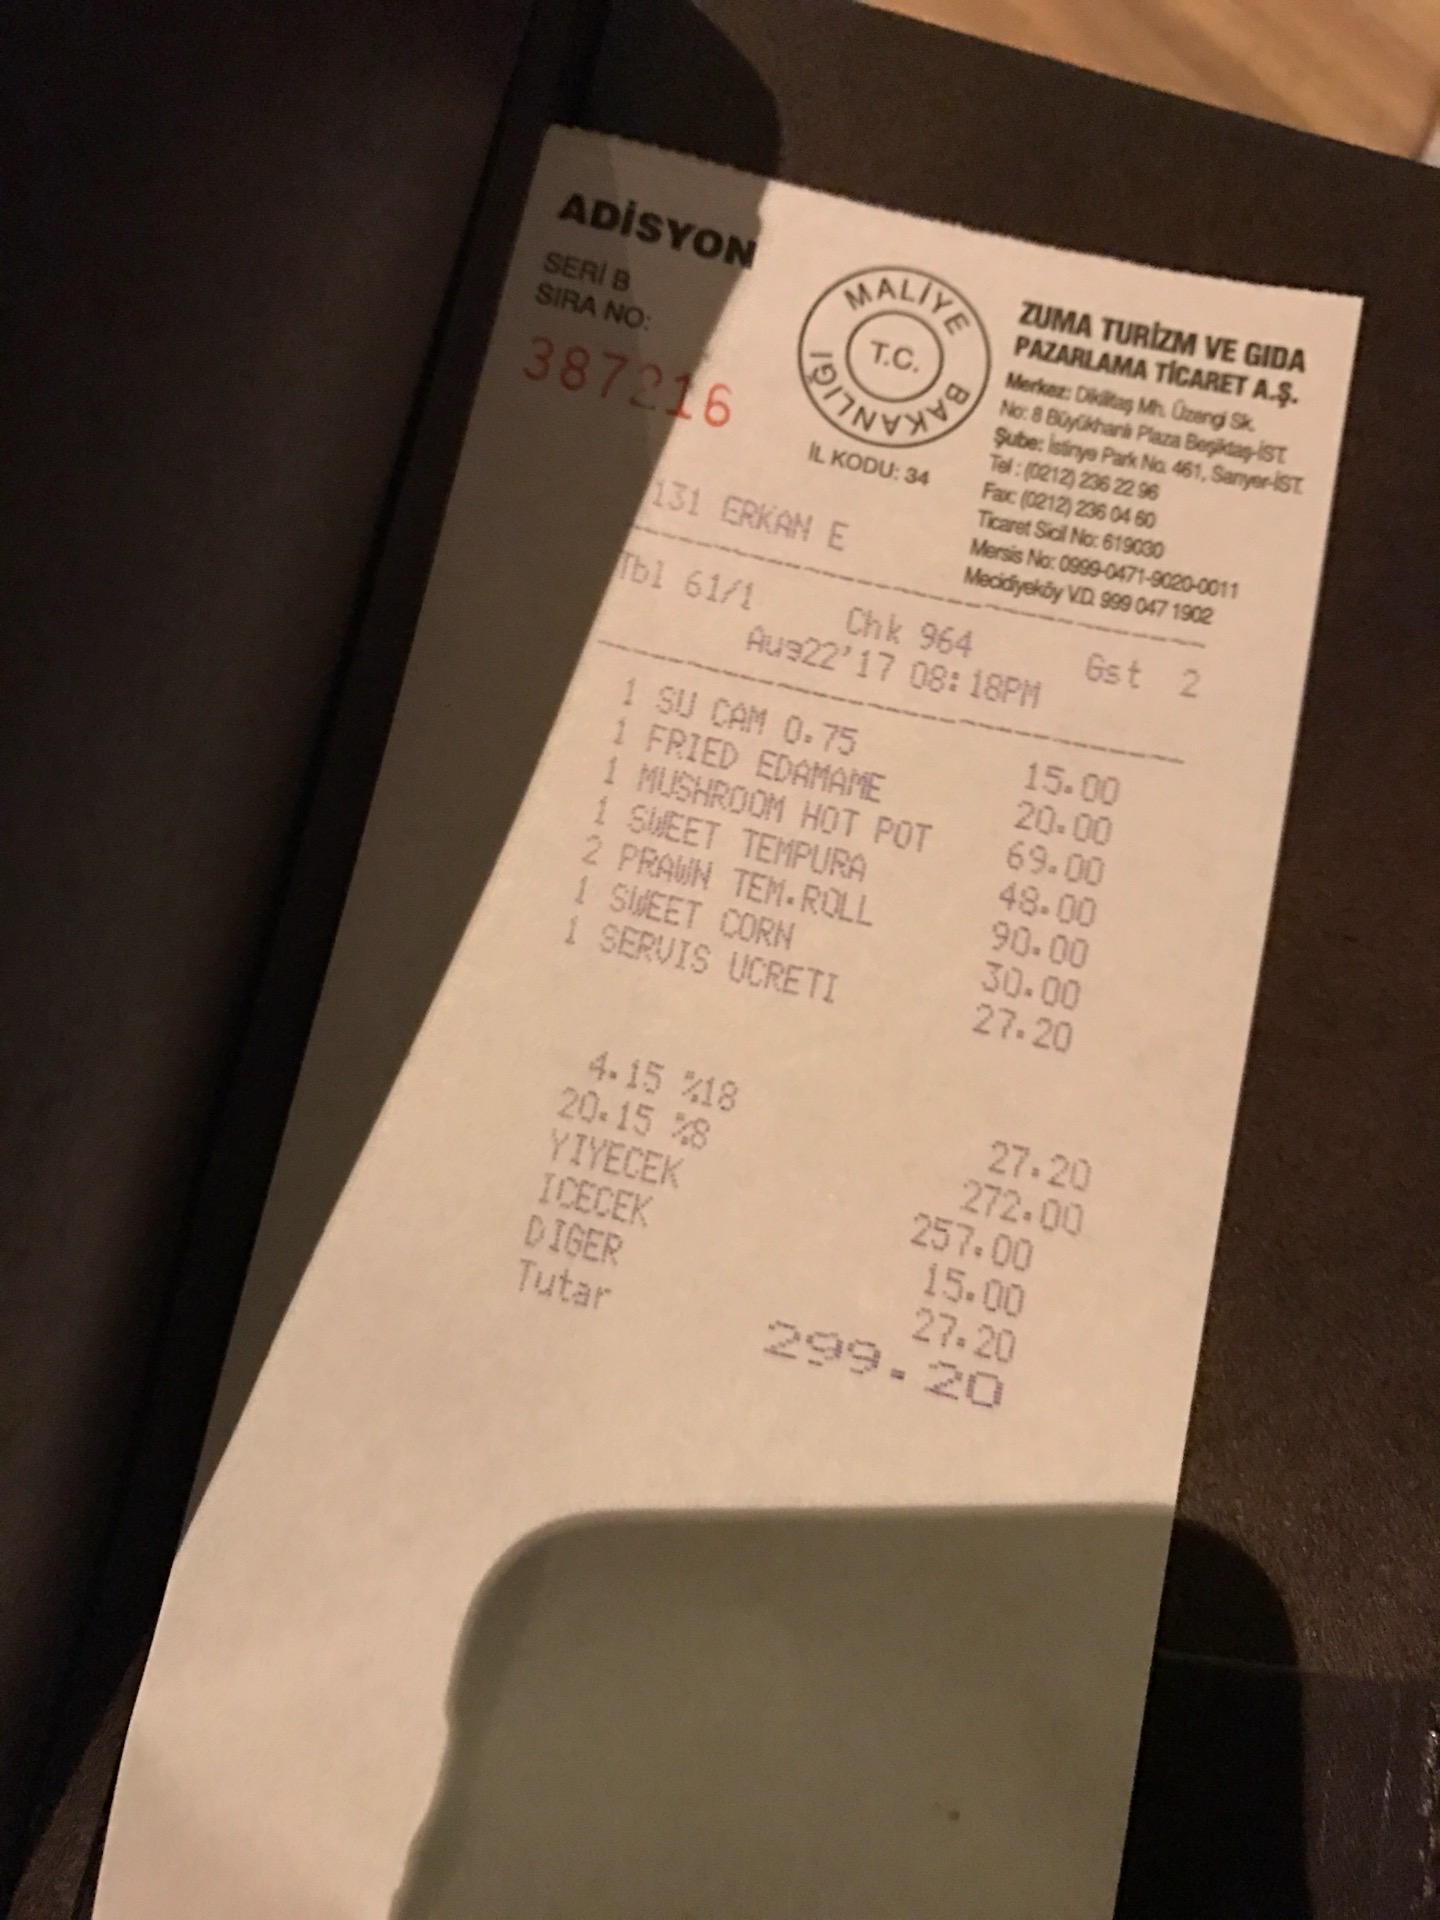 ADİSYON
SERİ B
SIRA NO:
387216
MALİYE BAKANLIĞI
T.C.
İL KODU: 34
ZUMA TURİZM VE GIDA
PAZARLAMA TİCARET A.Ş.
Merkez: Dikilitaş Mh. Üzengi Sk.
No: 8 Büyükhanlı Plaza Beşiktaş-İST.
Şube: İstinye Park No. 461, Sarıyer-İST.
Tel : (0212) 236 22 96
Fax: (0212) 236 04 60
Ticaret Sicil No: 619030
Mersis No: 0999-0471-9020-0011
Mecidiyeköy V.D. 999 047 1902
131 ERKAN E
Tbl 61/1 Chk 964 Gst 2
Aug22'17 08:18PM
1 SU CAM 0.75 15.00
1 FRIED EDAMAME 20.00
1 MUSHROOM HOT POT 69.00
1 SWEET TEMPURA 48.00
2 PRAWN TEM.ROLL 90.00
1 SWEET CORN 30.00
1 SERVIS UCRETI 27.20
4.15 %18 27.20
20.15 %8 272.00
YIYECEK 257.00
ICECEK 15.00
DIGER 27.20
Tutar 299.20